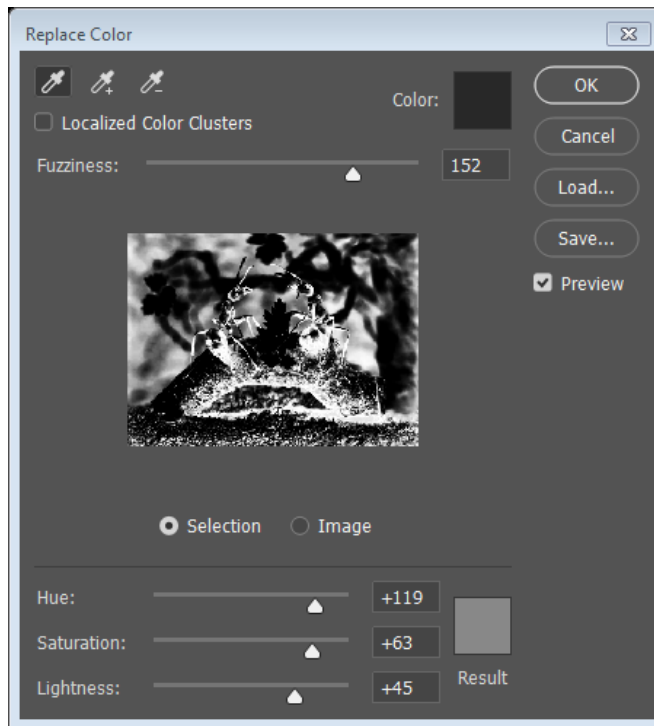 Replace Color
Color:
OK
Localized Color Clusters
Cancel
Fuzziness:
152
Load...
Save...
Preview
Selection
Image
Hue:
+119
Saturation:
+63
Result
Lightness:
+45